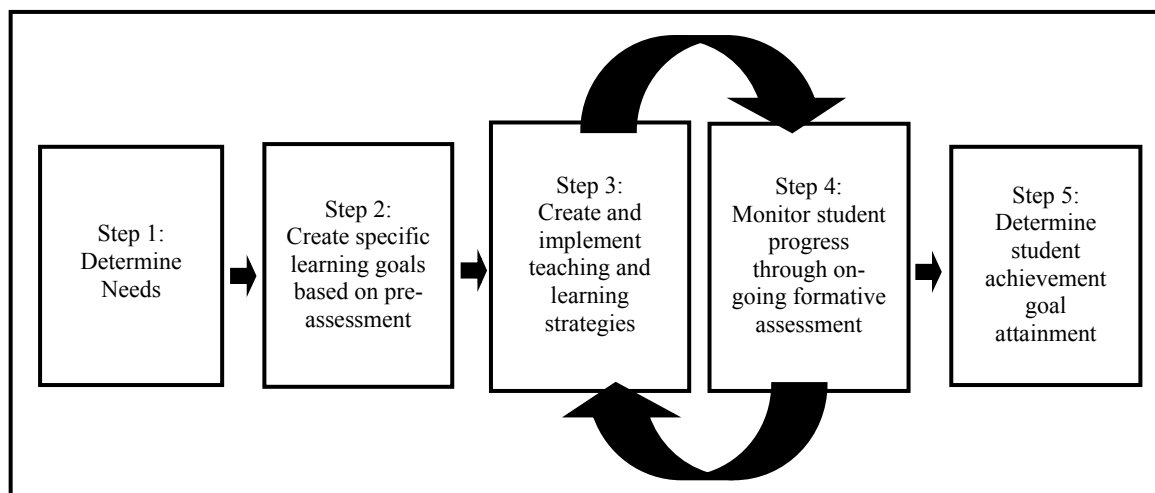 Step 1:
Determine
Needs
Step 2:
Create specific
learning goals
based on pre-
assessment
Step 3:
Create and
implement
teaching and
learning
strategies
Step 4:
Monitor student
progress
through on-
going formative
assessment
Step 5:
Determine
student
achievement
goal
attainment